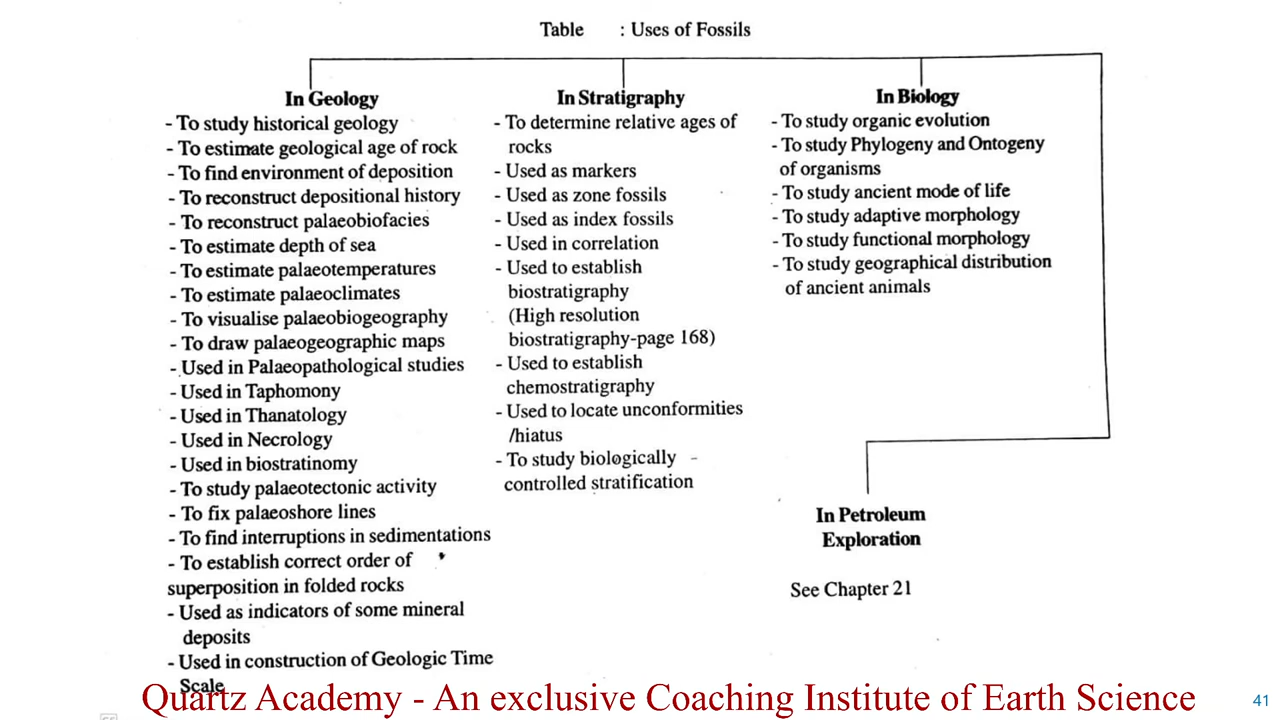 Table : Uses of Fossils
In Geology
- To study historical geology
- To estimate geological age of rock
- To find environment of deposition
- To reconstruct depositional history
- To reconstruct palaeobiofacies
- To estimate depth of sea
- To estimate palaeotemperatures
- To estimate palaeoclimates
- To visualise palaeobiogeography
- To draw palaeogeographic maps
- Used in Palaeopathological studies
- Used in Taphomony
- Used in Thanatology
- Used in Necrology
- Used in biostratinomy
- To study palaeotectonic activity
- To fix palaeoshore lines
- To find interruptions in sedimentations
- To establish correct order of
superposition in folded rocks
- Used as indicators of some mineral
deposits
- Used in construction of Geologic Time
Scale
In Stratigraphy
- To determine relative ages of
rocks
- Used as markers
- Used as zone fossils
- Used as index fossils
- Used in correlation
- Used to establish
biostratigraphy
(High resolution
biostratigraphy-page 168)
- Used to establish
chemostratigraphy
- Used to locate unconformities
/hiatus
- To study biologically
controlled stratification
In Biology
- To study organic evolution
- To study Phylogeny and Ontogeny
of organisms
- To study ancient mode of life
- To study adaptive morphology
- To study functional morphology
- To study geographical distribution
of ancient animals
In Petroleum
Exploration
See Chapter 21
Quartz Academy - An exclusive Coaching Institute of Earth Science
41